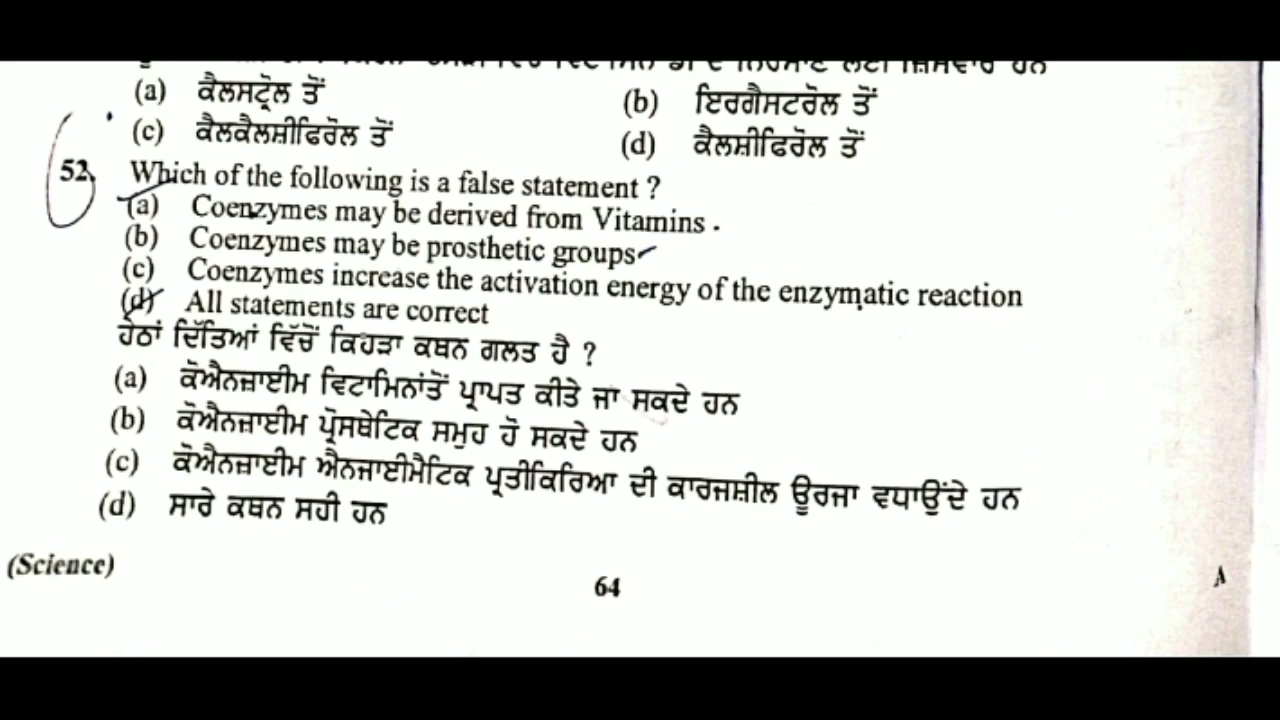 ਲਈ ਜ਼ਿੰਮੇਵਾਰ ਹਨ
(a) ਕੈਲਸਟ੍ਰੋਲ ਤੋਂ
(b) ਇਰਗੈਸਟਰੋਲ ਤੋਂ
(c) ਕੈਲਕੈਲਸ਼ੀਫਿਰੋਲ ਤੋਂ
(d) ਕੈਲਸ਼ੀਫਿਰੋਲ ਤੋਂ
52. Which of the following is a false statement ?
(a) Coenzymes may be derived from Vitamins .
(b) Coenzymes may be prosthetic groups
(c) Coenzymes increase the activation energy of the enzymatic reaction
(d) All statements are correct
ਹੇਠਾਂ ਦਿੱਤਿਆਂ ਵਿੱਚੋਂ ਕਿਹੜਾ ਕਥਨ ਗਲਤ ਹੈ ?
(a) ਕੋਐਨਜ਼ਾਈਮ ਵਿਟਾਮਿਨਾਂਤੋਂ ਪ੍ਰਾਪਤ ਕੀਤੇ ਜਾ ਸਕਦੇ ਹਨ
(b) ਕੋਐਨਜ਼ਾਈਮ ਪ੍ਰੋਸਥੇਟਿਕ ਸਮੁਹ ਹੋ ਸਕਦੇ ਹਨ
(c) ਕੋਐਨਜ਼ਾਈਮ ਐਨਜਾਈਮੈਟਿਕ ਪ੍ਰਤੀਕਿਰਿਆ ਦੀ ਕਾਰਜਸ਼ੀਲ ਊਰਜਾ ਵਧਾਉਂਦੇ ਹਨ
(d) ਸਾਰੇ ਕਥਨ ਸਹੀ ਹਨ
(Science)
64
A